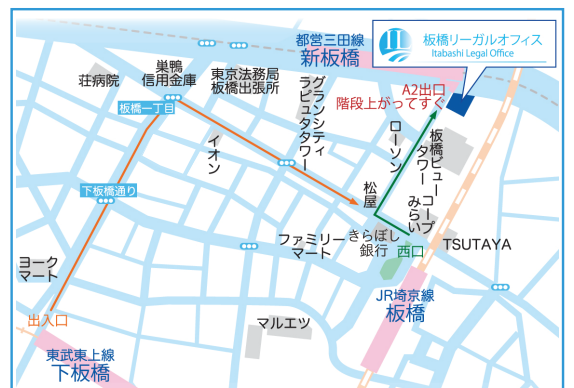 都営三田線
新板橋
板橋リーガルオフィス
Itabashi Legal Office
巣鴨
信用金庫
荘病院
東京法務局
板橋出張所
グランシティ
ラピュタタワー
A2出口
階段上がってすぐ
板橋一丁目
イオン
ローソン
板橋ビュー
タワー
下板橋通り
松屋
コープ
みらい
ファミリー
マート
きらぼし
銀行
西口
TSUTAYA
ヨーク
マート
JR埼京線
板橋
出入口
マルエツ
東武東上線
下板橋